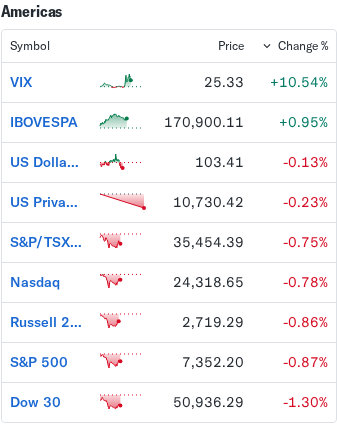 Americas
Symbol Price Change %
VIX 25.33 +10.54%
IBOVESPA 170,900.11 +0.95%
US Dolla... 103.41 -0.13%
US Priva... 10,730.42 -0.23%
S&P/TSX... 35,454.39 -0.75%
Nasdaq 24,318.65 -0.78%
Russell 2... 2,719.29 -0.86%
S&P 500 7,352.20 -0.87%
Dow 30 50,936.29 -1.30%